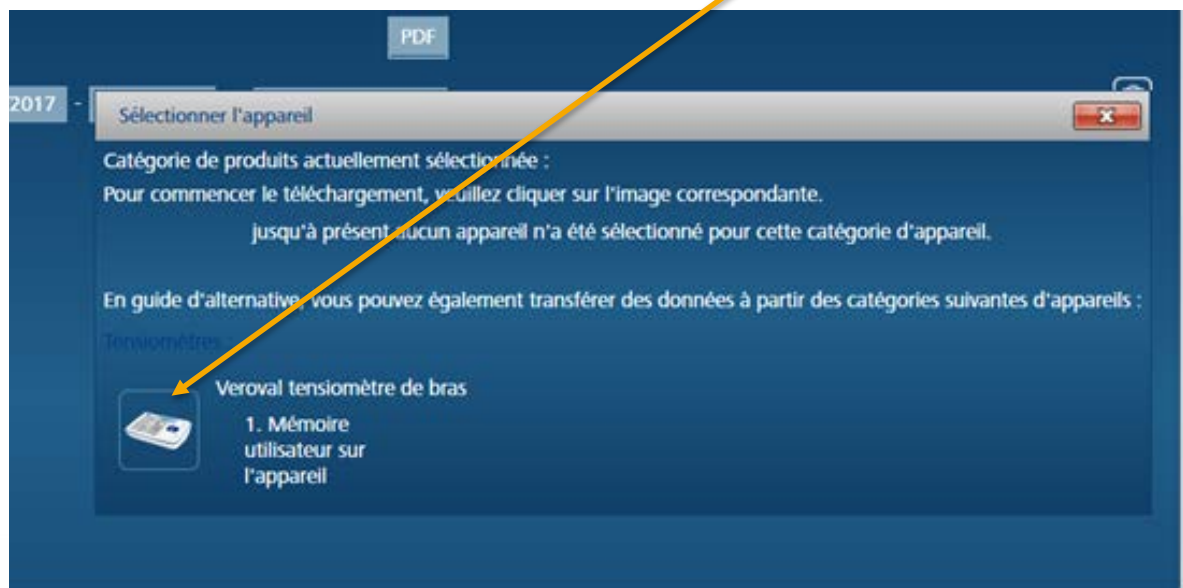 PDF
2017 -
Sélectionner l'appareil
Catégorie de produits actuellement sélectionnée :
Pour commencer le téléchargement, veuillez cliquer sur l'image correspondante.
jusqu'à présent aucun appareil n'a été sélectionné pour cette catégorie d'appareil.
En guide d'alternative, vous pouvez également transférer des données à partir des catégories suivantes d'appareils :
Tensiomètres :
Veroval tensiomètre de bras
1. Mémoire
utilisateur sur
l'appareil